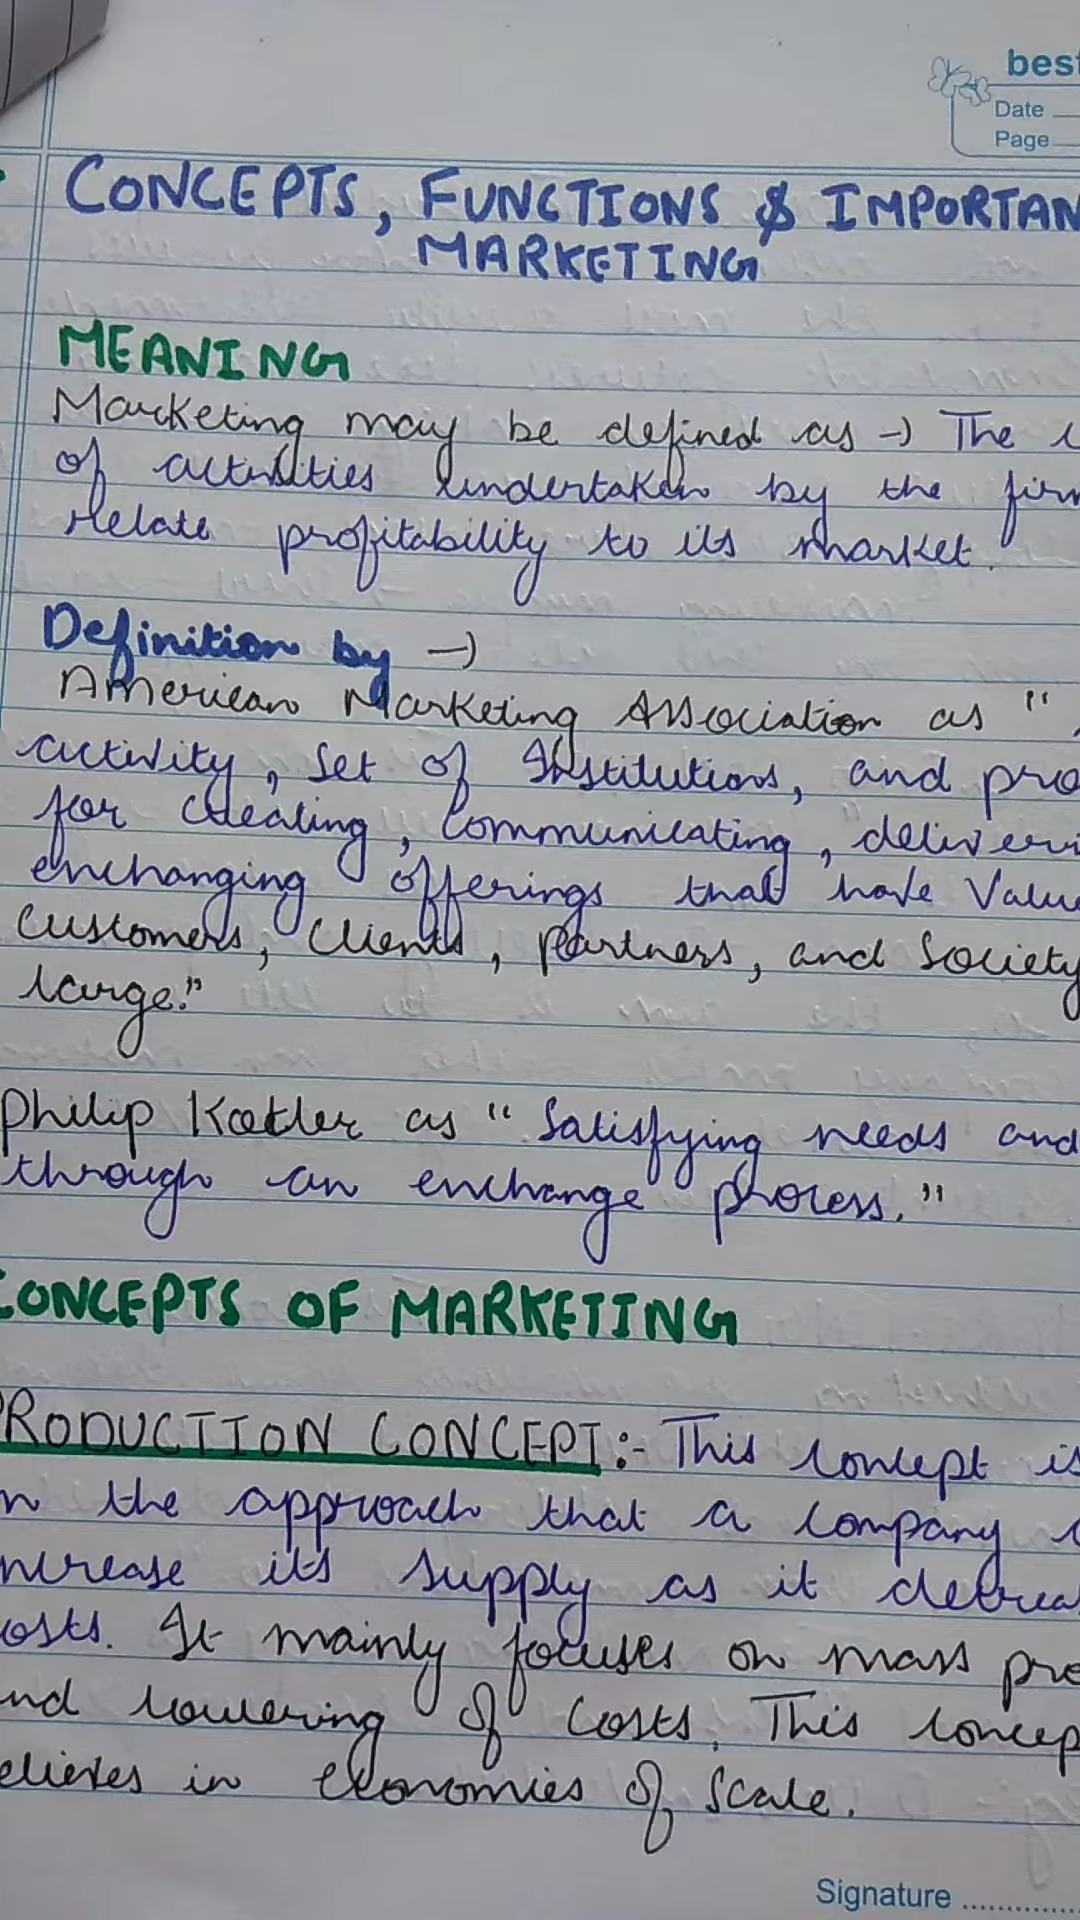 best
Date
Page
CONCEPTS, FUNCTIONS & IMPORTAN
MARKETING
MEANING
Marketing may be defined as → The
of activities undertaken by the firm
relate profitability to its market.
Definition by →
American Marketing Association as "
activity, set of Institutions, and pro
for creating, communicating, deliveri
enchanging offerings that have Value
Customers, Clients, partners, and Society
large."
Philip Kotler as "Satisfying needs and
through an enchange process."
CONCEPTS OF MARKETING
PRODUCTION CONCEPT:- This concept is
n the approach that a company c
ncrease its supply as it decreas
osts. It mainly focuses on mass pro
nd lowering of Costs. This concep
elieves in economies of Scale.
Signature